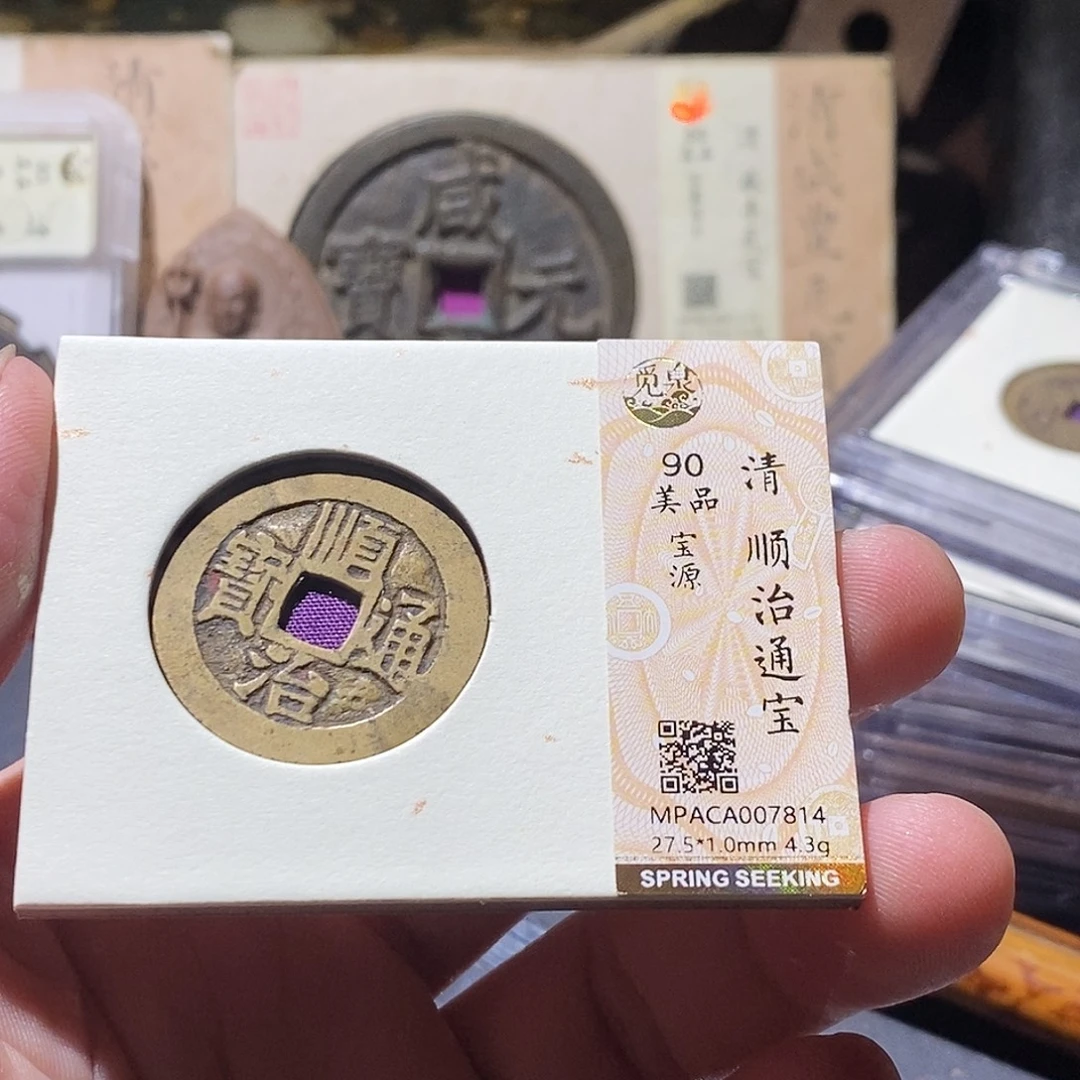 觅泉
90
美品
宝源
清 顺治通宝
MPACA007814
27.5*1.0mm 4.3g
SPRING SEEKING
順治通寶
咸
元
寶